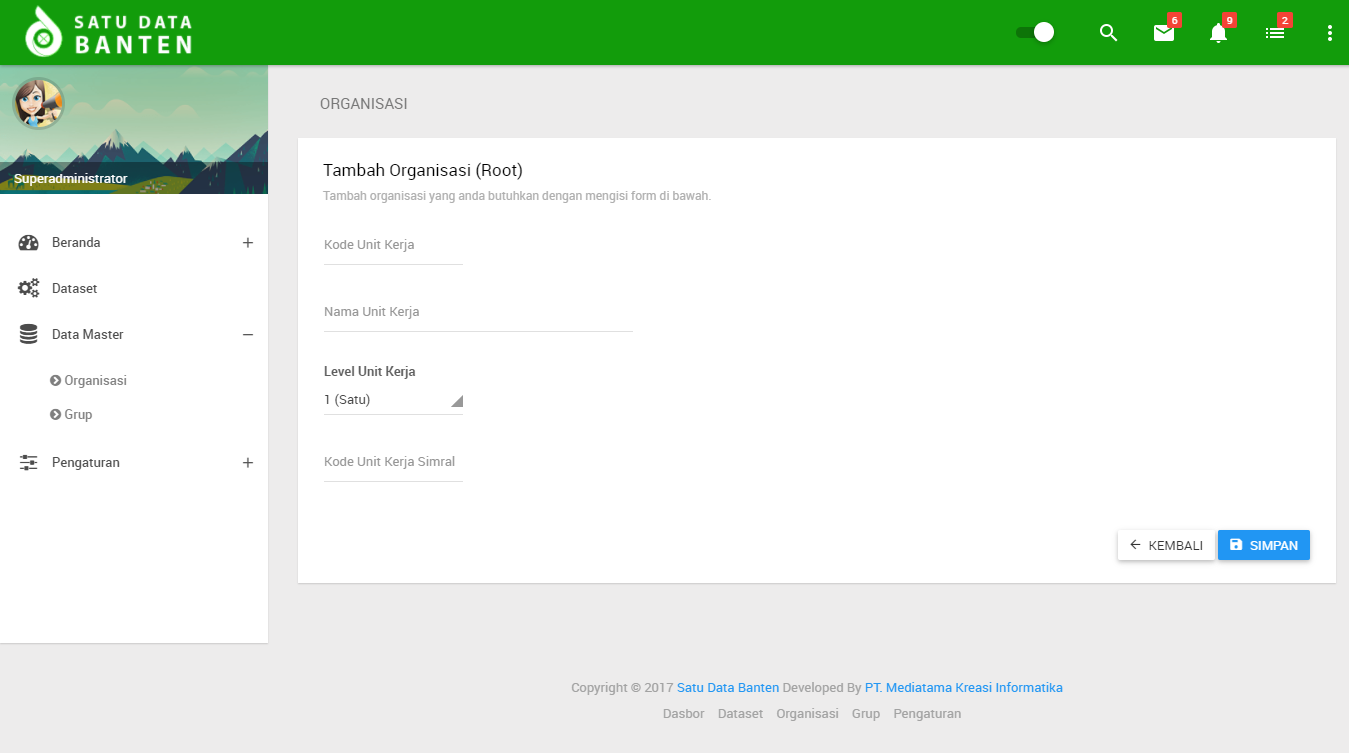 SATU DATA
BANTEN
6
9
2
Superadministrator
Beranda
Dataset
Data Master
Organisasi
Grup
Pengaturan
ORGANISASI
Tambah Organisasi (Root)
Tambah organisasi yang anda butuhkan dengan mengisi form di bawah.
Kode Unit Kerja
Nama Unit Kerja
Level Unit Kerja
1 (Satu)
Kode Unit Kerja Simral
KEMBALI SIMPAN
Copyright © 2017 Satu Data Banten Developed By PT. Mediatama Kreasi Informatika
Dasbor Dataset Organisasi Grup Pengaturan